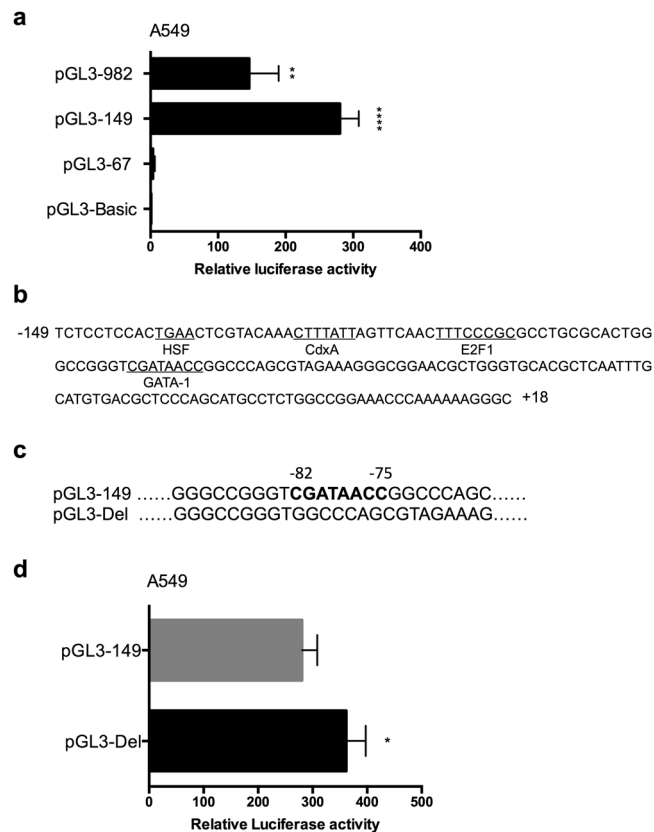 a
A549
pGL3-982
**
pGL3-149
****
pGL3-67
pGL3-Basic
0 100 200 300 400
Relative luciferase activity
b
-149 TCTCCTCCACTGAACTCGTACAAACTTTATTAGTTCAACTTTCCCGCGCCTGCGCACTGG
HSF CdxA E2F1
GCCGGGTCGATAACCGGCCCAGCGTAGAAAGGGCGGAACGCTGGGTGCACGCTCAATTTG
GATA-1
CATGTGACGCTCCCAGCATGCCTCTGGCCGGAAACCCAAAAAAGGGC +18
c
-82 -75
pGL3-149 ......GGGCCGGGTCGATAACCGGCCCAGC......
pGL3-Del ......GGGCCGGGTGGCCCAGCGTAGAAAG......
d
A549
pGL3-149
pGL3-Del
*
0 100 200 300 400 500
Relative Luciferase activity